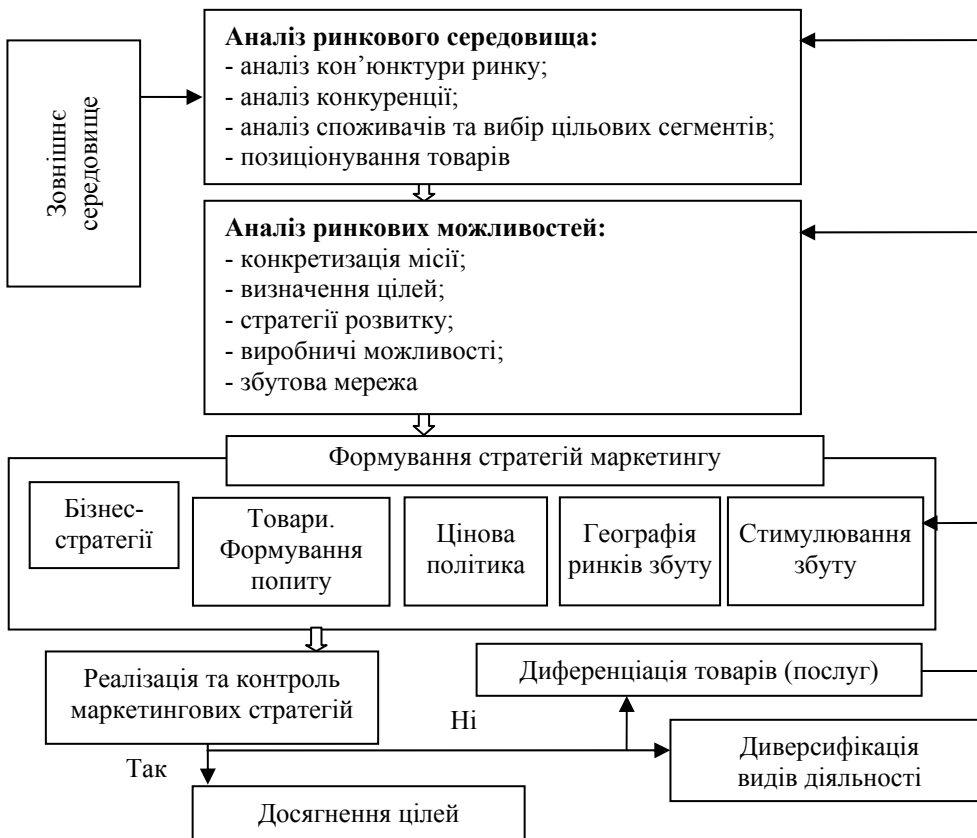 Зовнішнє
середовище
Аналіз ринкового середовища:
- аналіз кон’юнктури ринку;
- аналіз конкуренції;
- аналіз споживачів та вибір цільових сегментів;
- позиціонування товарів
Аналіз ринкових можливостей:
- конкретизація місії;
- визначення цілей;
- стратегії розвитку;
- виробничі можливості;
- збутова мережа
Формування стратегій маркетингу
Бізнес-
стратегії
Товари.
Формування
попиту
Цінова
політика
Географія
ринків збуту
Стимулювання
збуту
Реалізація та контроль
маркетингових стратегій
Диференціація товарів (послуг)
Ні
Так
Диверсифікація
видів діяльності
Досягнення цілей